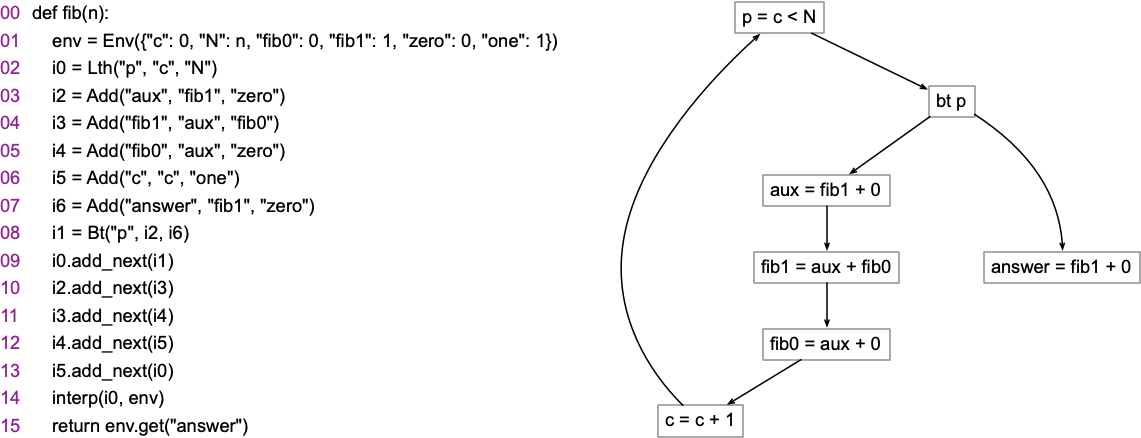 00 def fib(n):
01 env = Env({"c": 0, "N": n, "fib0": 0, "fib1": 1, "zero": 0, "one": 1})
02 i0 = Lth("p", "c", "N")
03 i2 = Add("aux", "fib1", "zero")
04 i3 = Add("fib1", "aux", "fib0")
05 i4 = Add("fib0", "aux", "zero")
06 i5 = Add("c", "c", "one")
07 i6 = Add("answer", "fib1", "zero")
08 i1 = Bt("p", i2, i6)
09 i0.add_next(i1)
10 i2.add_next(i3)
11 i3.add_next(i4)
12 i4.add_next(i5)
13 i5.add_next(i0)
14 interp(i0, env)
15 return env.get("answer")
p = c < N
bt p
aux = fib1 + 0
fib1 = aux + fib0
answer = fib1 + 0
fib0 = aux + 0
c = c + 1